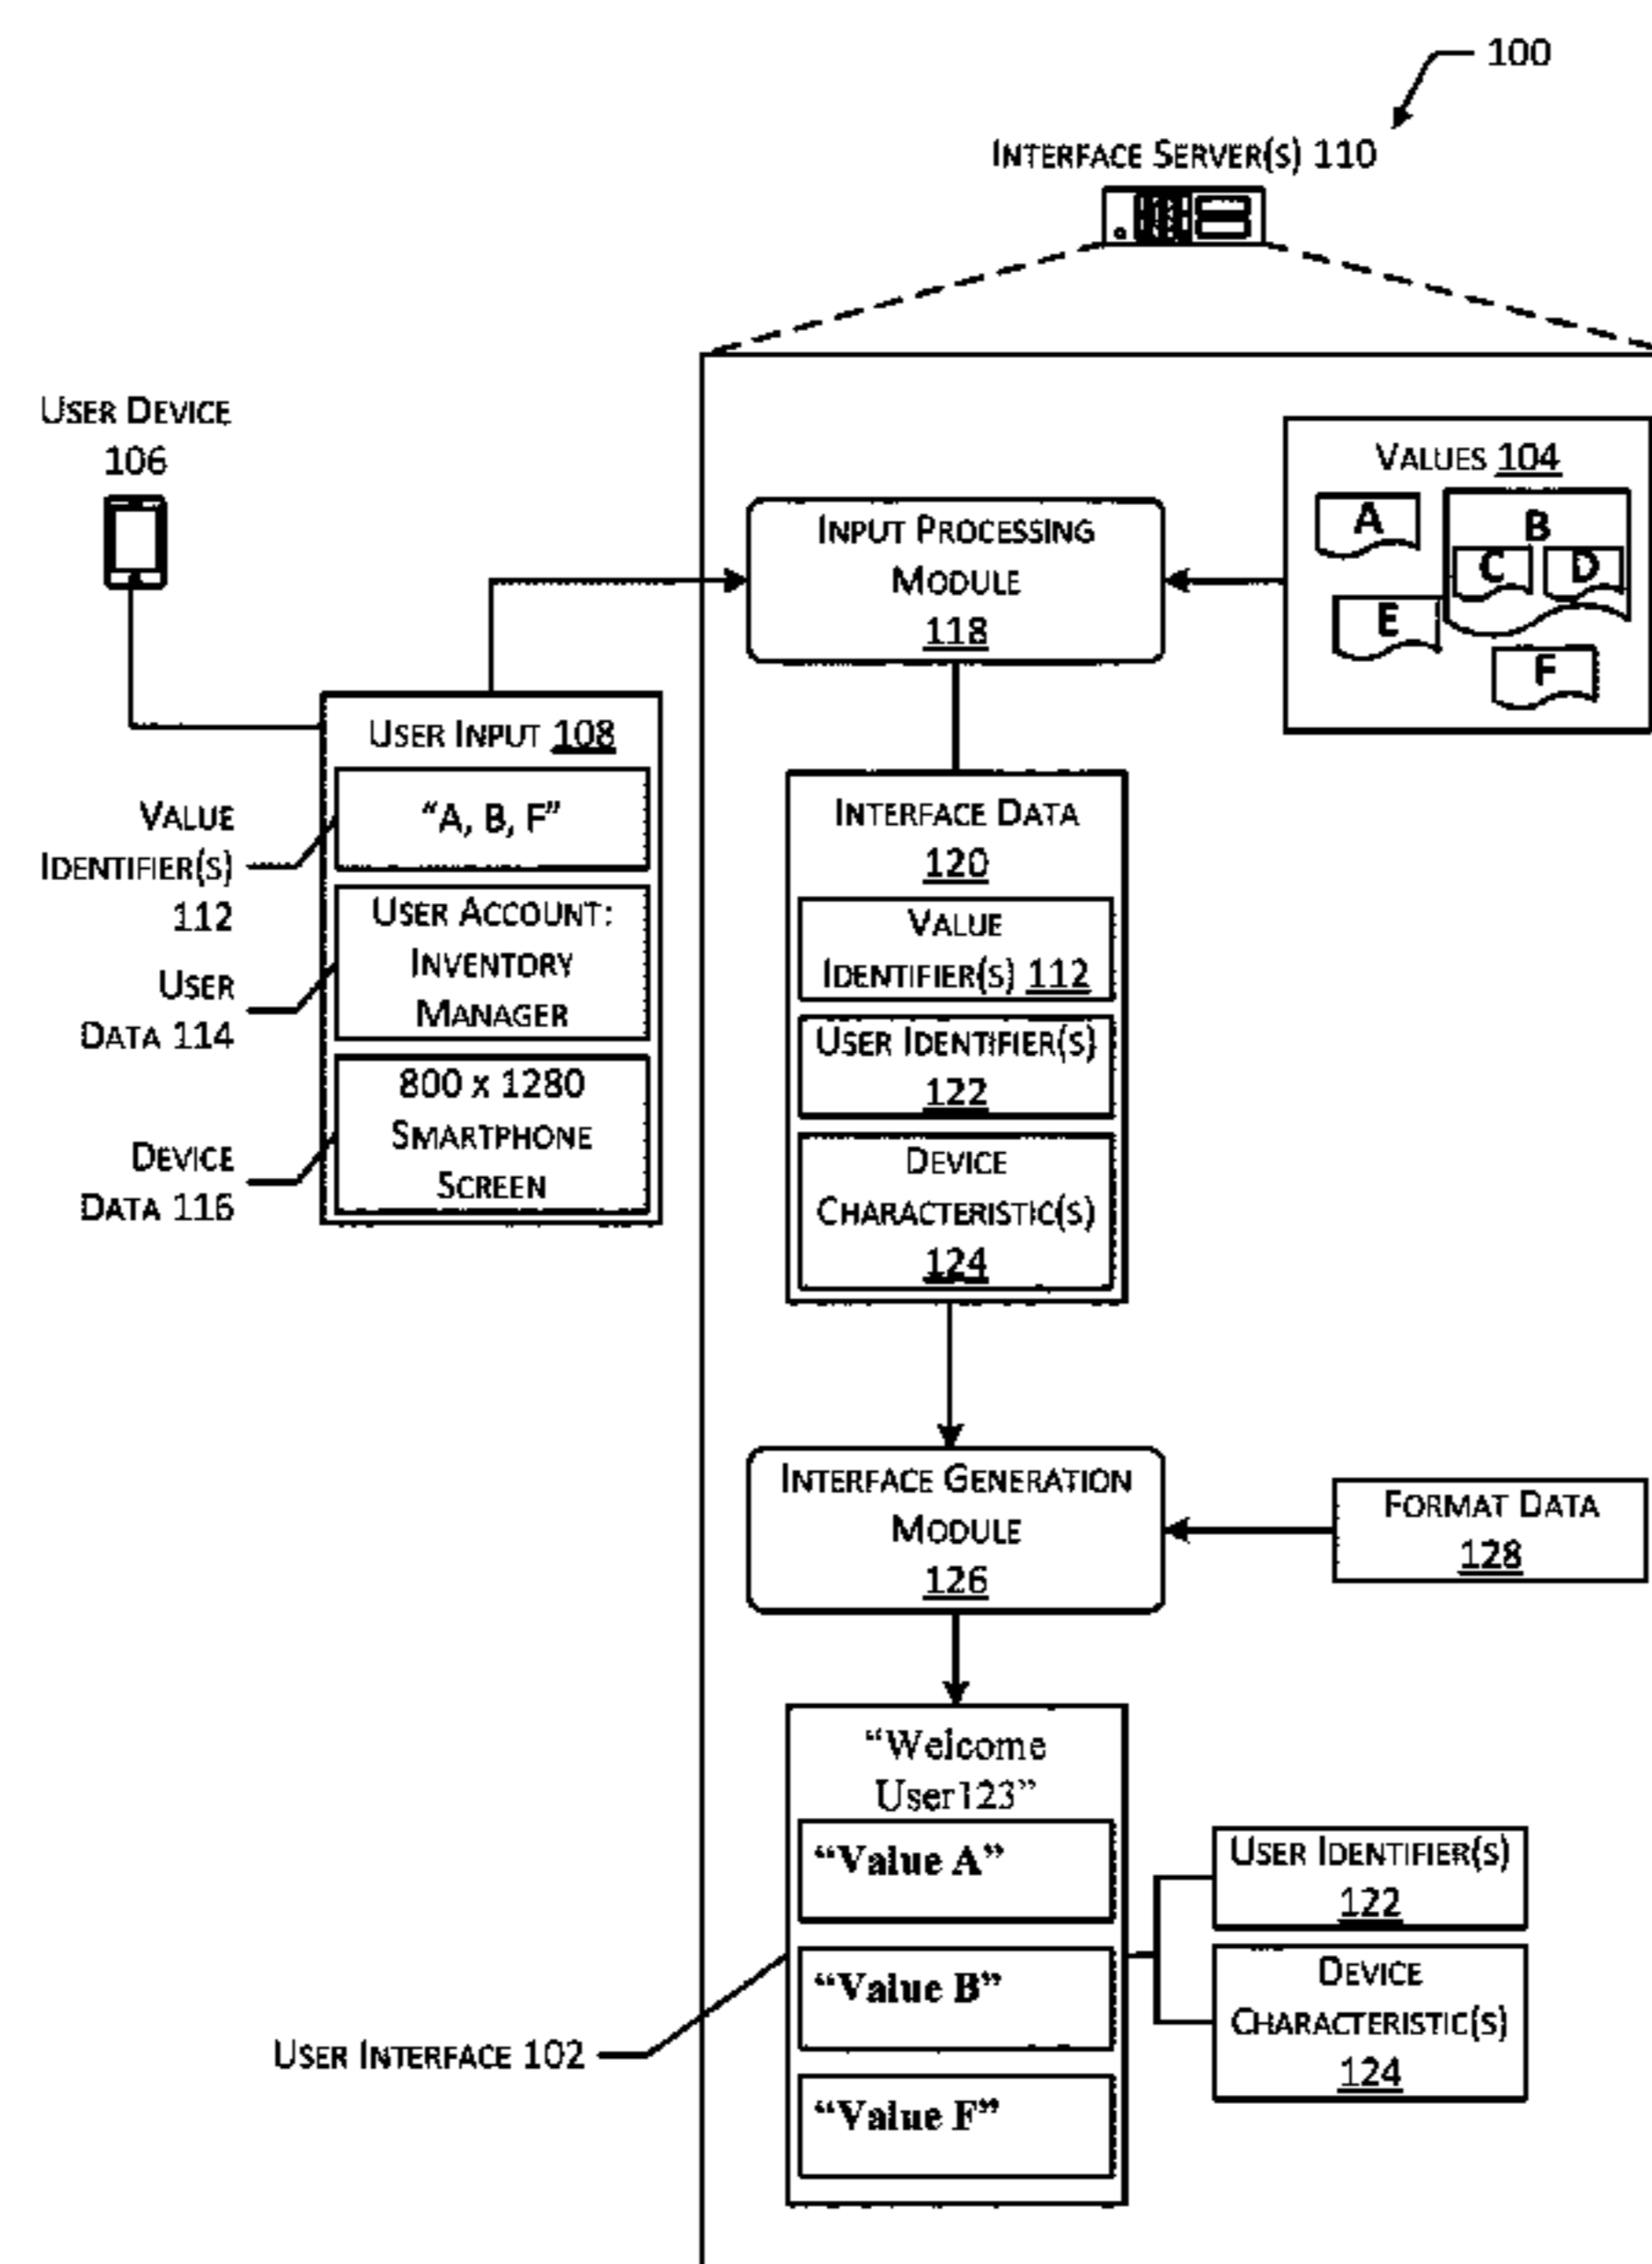 100
INTERFACE SERVER(S) 110
USER DEVICE
106
VALUES 104
A
B
C
D
E
F
INPUT PROCESSING
MODULE
118
USER INPUT 108
"A, B, F"
VALUE
IDENTIFIER(S)
112
USER ACCOUNT:
INVENTORY
MANAGER
USER
DATA 114
800 x 1280
SMARTPHONE
SCREEN
DEVICE
DATA 116
INTERFACE DATA
120
VALUE
IDENTIFIER(S) 112
USER IDENTIFIER(S)
122
DEVICE
CHARACTERISTIC(S)
124
INTERFACE GENERATION
MODULE
126
FORMAT DATA
128
“Welcome
User123”
“Value A”
“Value B”
“Value F”
USER INTERFACE 102
USER IDENTIFIER(S)
122
DEVICE
CHARACTERISTIC(S)
124